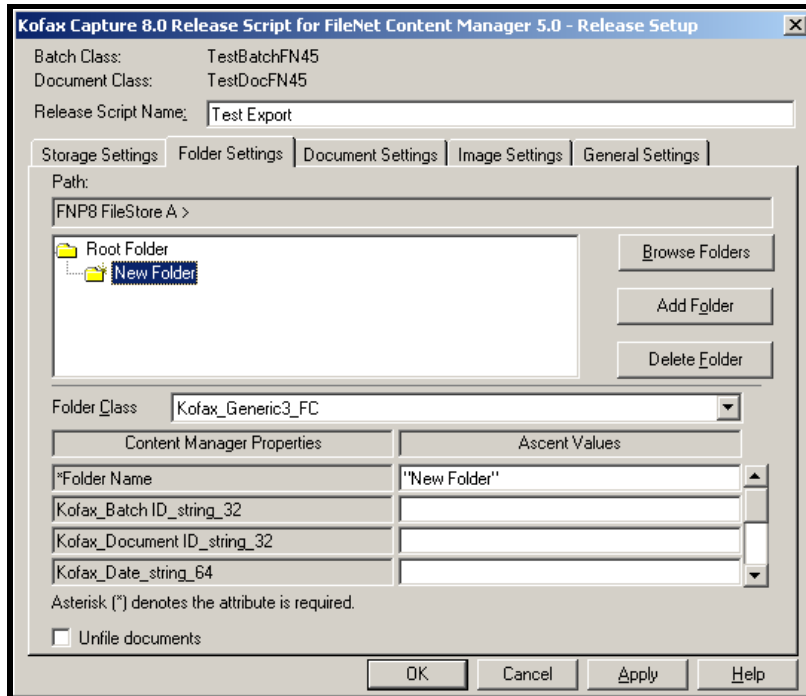 Kofax Capture 8.0 Release Script for FileNet Content Manager 5.0 - Release Setup
Batch Class: TestBatchFN45
Document Class: TestDocFN45
Release Script Name: Test Export
Storage Settings Folder Settings Document Settings Image Settings General Settings
Path:
FNP8 FileStore A >
Root Folder
New Folder
Browse Folders
Add Folder
Delete Folder
Folder Class Kofax_Generic3_FC
Content Manager Properties Ascent Values
*Folder Name "New Folder"
Kofax_Batch ID_string_32
Kofax_Document ID_string_32
Kofax_Date_string_64
Asterisk (*) denotes the attribute is required.
Unfile documents
OK Cancel Apply Help